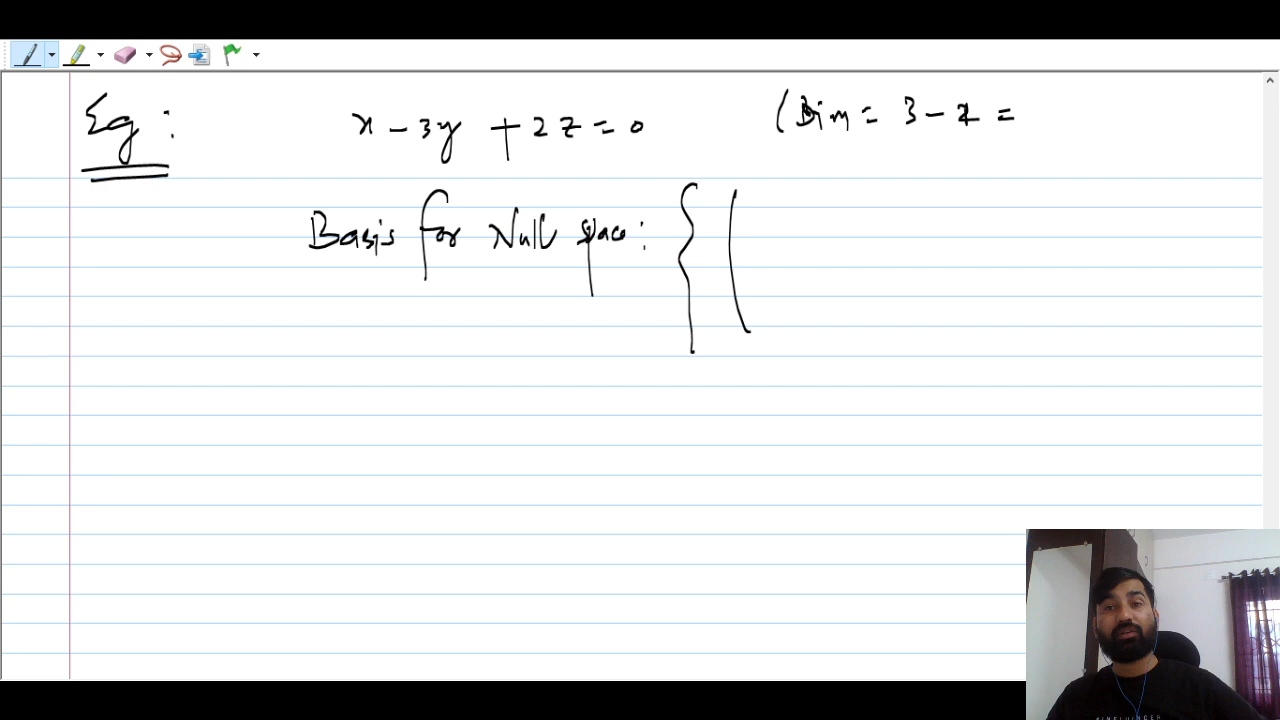 Eg :
x - 3y + 2z = 0
(Dim = 3 - 1 =
Basis for Null space : { (